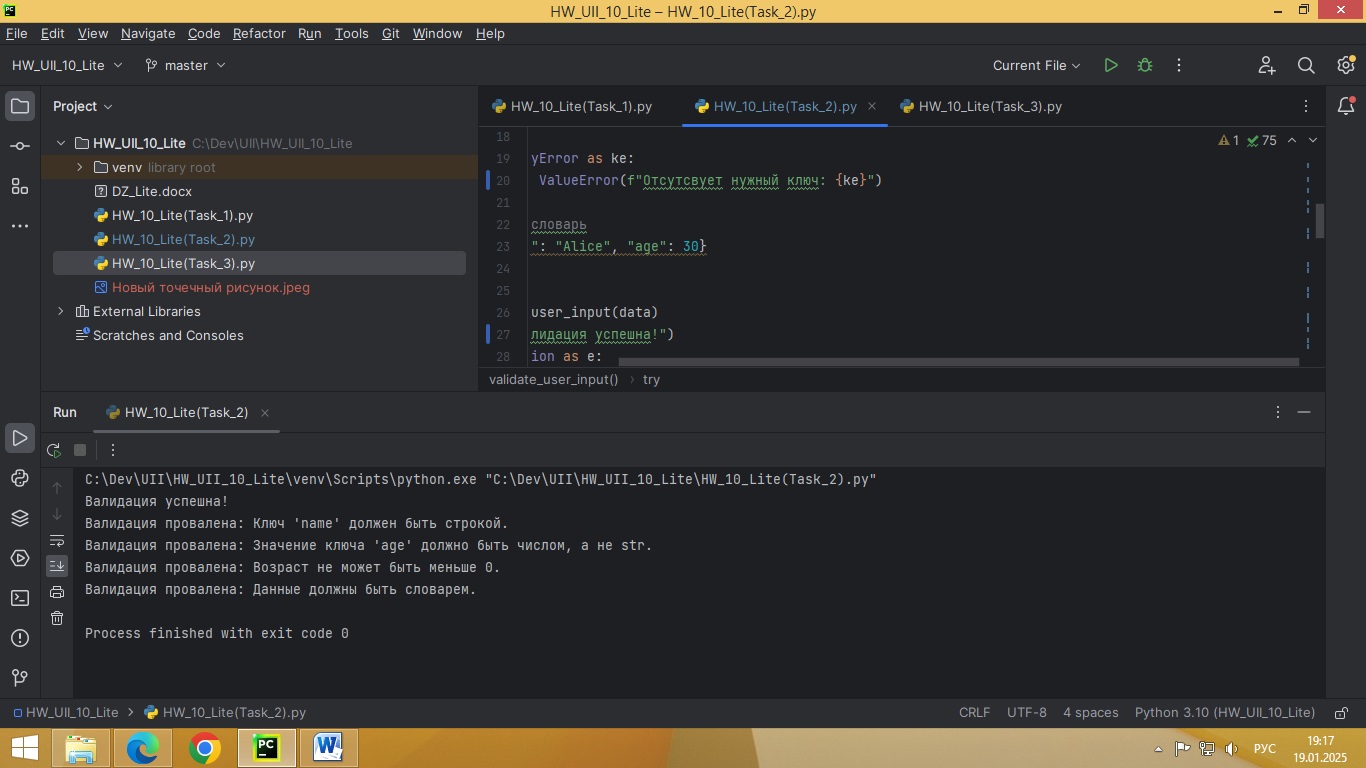 HW_UII_10_Lite – HW_10_Lite(Task_2).py
File Edit View Navigate Code Refactor Run Tools Git Window Help
HW_UII_10_Lite master Current File
Project
HW_10_Lite(Task_1).py HW_10_Lite(Task_2).py HW_10_Lite(Task_3).py
HW_UII_10_Lite C:\Dev\UII\HW_UII_10_Lite
venv library root
DZ_Lite.docx
HW_10_Lite(Task_1).py
HW_10_Lite(Task_2).py
HW_10_Lite(Task_3).py
Новый точечный рисунок.jpeg
External Libraries
Scratches and Consoles
1 75
18
19 yError as ke:
20 ValueError(f"Отсутсвует нужный ключ: {ke}")
21
22 словарь
23 ": "Alice", "age": 30}
24
25
26 user_input(data)
27 лидация успешна!")
28 ion as e:
validate_user_input() › try
Run HW_10_Lite(Task_2)
C:\Dev\UII\HW_UII_10_Lite\venv\Scripts\python.exe "C:\Dev\UII\HW_UII_10_Lite\HW_10_Lite(Task_2).py"
Валидация успешна!
Валидация провалена: Ключ 'name' должен быть строкой.
Валидация провалена: Значение ключа 'age' должно быть числом, а не str.
Валидация провалена: Возраст не может быть меньше 0.
Валидация провалена: Данные должны быть словарем.
Process finished with exit code 0
HW_UII_10_Lite › HW_10_Lite(Task_2).py CRLF UTF-8 4 spaces Python 3.10 (HW_UII_10_Lite)
PC
W
РУС
19:17
19.01.2025